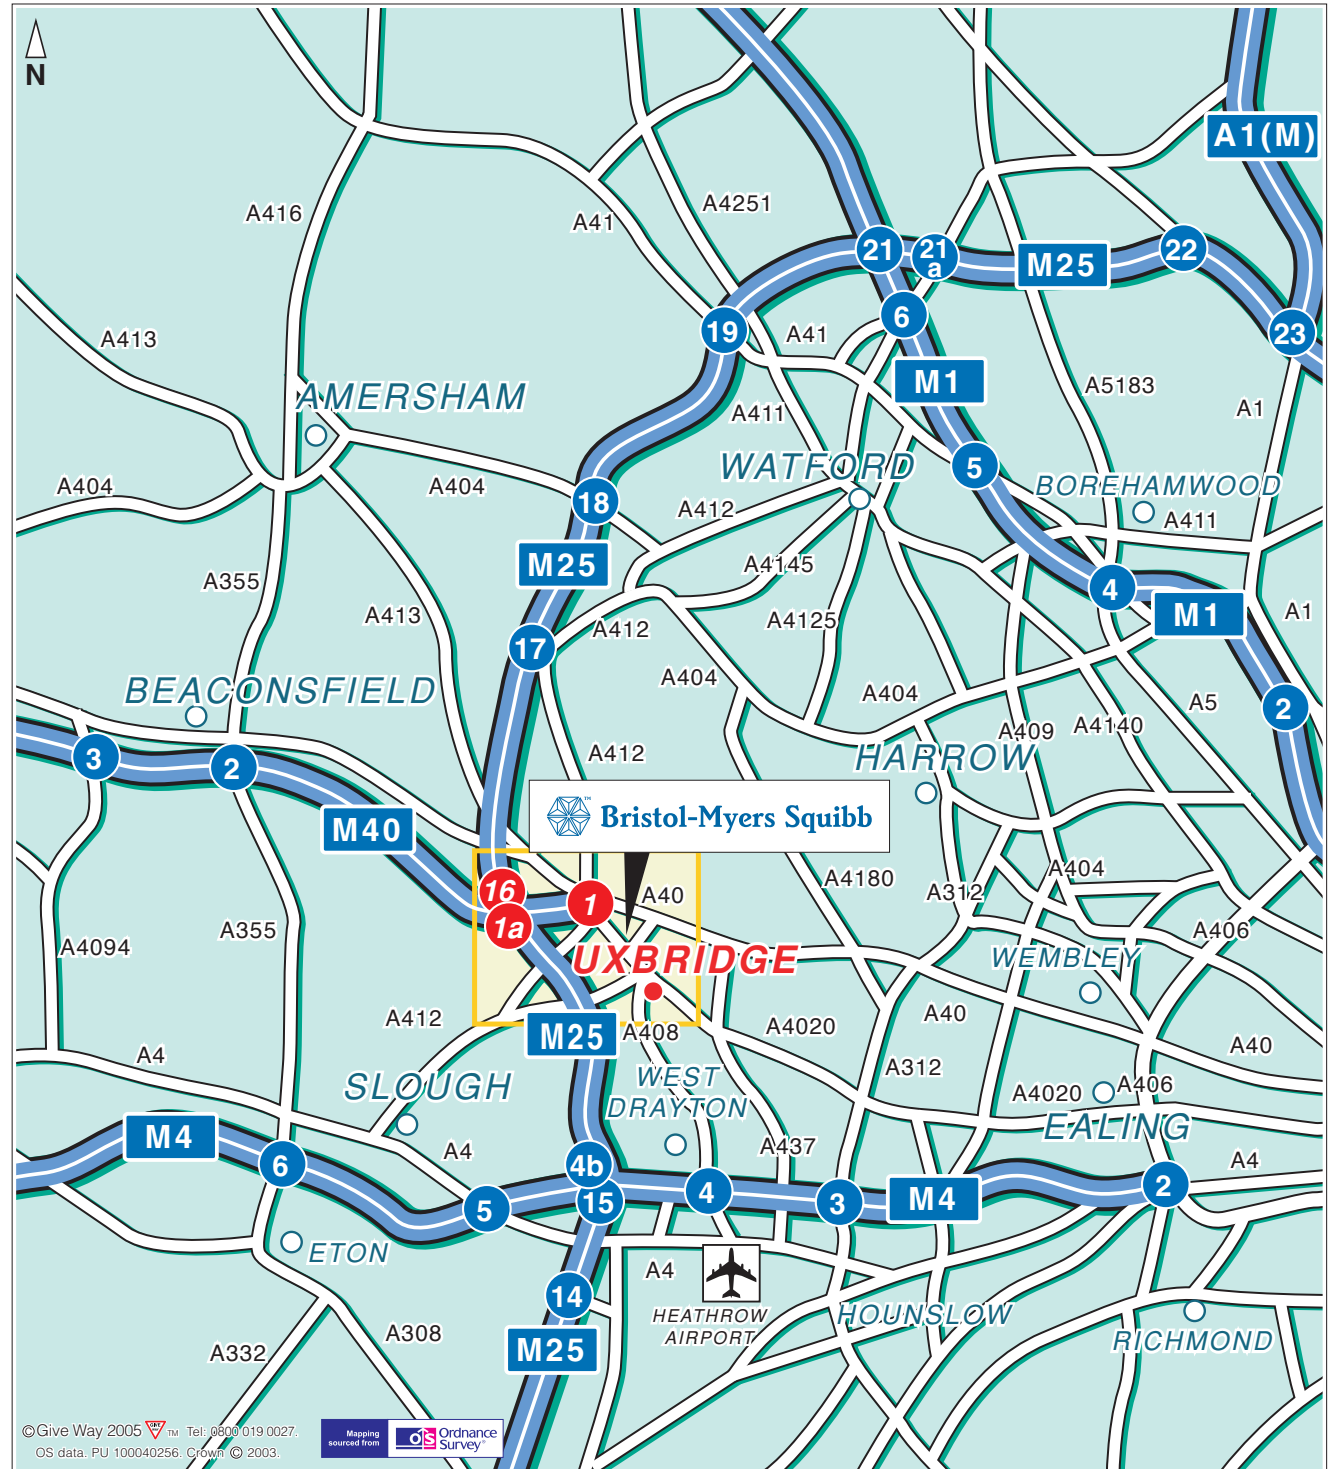 N
A1(M)
A416
A41
A4251
21
21
a
M25
22
A413
19
A41
6
23
M1
A5183
AMERSHAM
A411
A1
WATFORD
5
BOREHAMWOOD
A404
A404
18
A412
A411
M25
A4145
A355
4
A413
A412
A4125
M1
A1
17
BEACONSFIELD
A404
A404
A5
2
3
2
A412
HARROW
A409
A4140
M40
™
Bristol-Myers Squibb
16
1
A40
A4180
A312
A404
1a
A4094
A355
UXBRIDGE
WEMBLEY
A406
A412
M25
A408
A4020
A40
A40
A4
SLOUGH
WEST
DRAYTON
A312
A4020
A406
M4
EALING
6
A4
4b
A437
A4
5
15
4
3
M4
2
ETON
A4
14
HEATHROW
AIRPORT
HOUNSLOW
RICHMOND
A332
A308
M25
©Give Way 2005 GIVE WAY TM Tel: 0800 019 0027.
OS data. PU 100040256. Crown © 2003.
Mapping
sourced from
OS Ordnance
Survey®